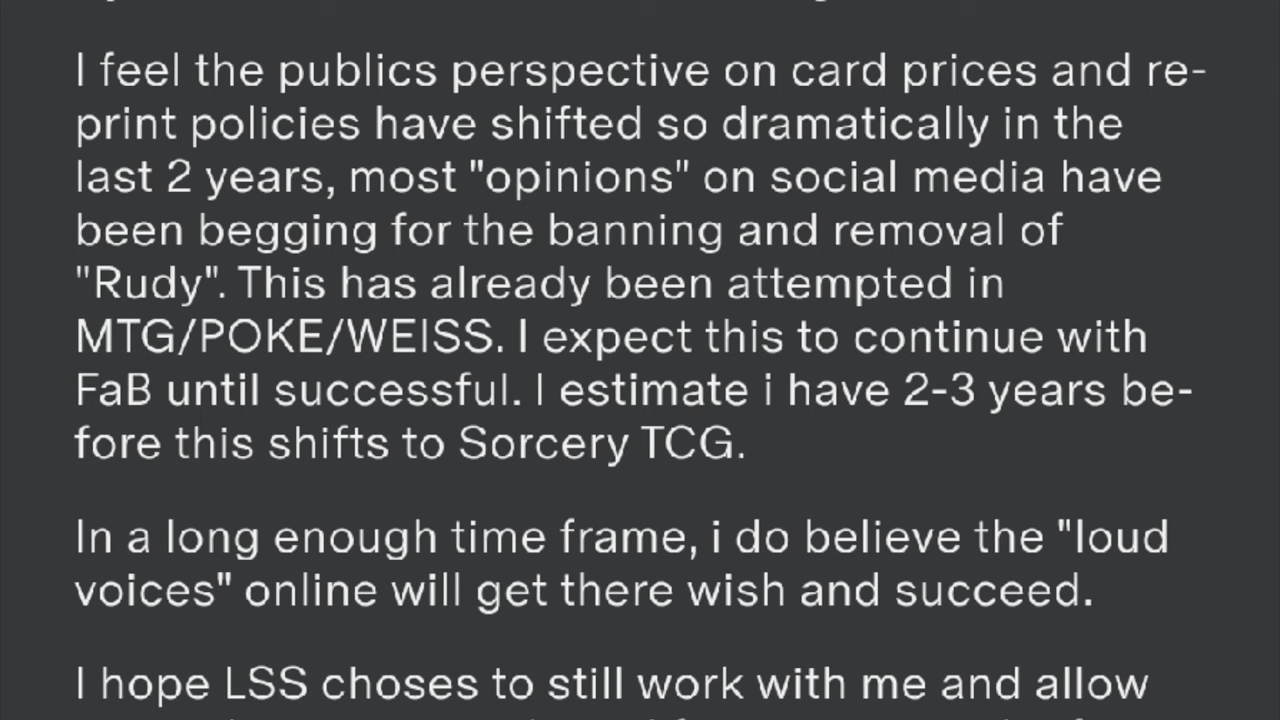 I feel the publics perspective on card prices and re-
print policies have shifted so dramatically in the
last 2 years, most "opinions" on social media have
been begging for the banning and removal of
"Rudy". This has already been attempted in
MTG/POKE/WEISS. I expect this to continue with
FaB until successful. I estimate i have 2-3 years be-
fore this shifts to Sorcery TCG.
In a long enough time frame, i do believe the "loud
voices" online will get there wish and succeed.
I hope LSS choses to still work with me and allow